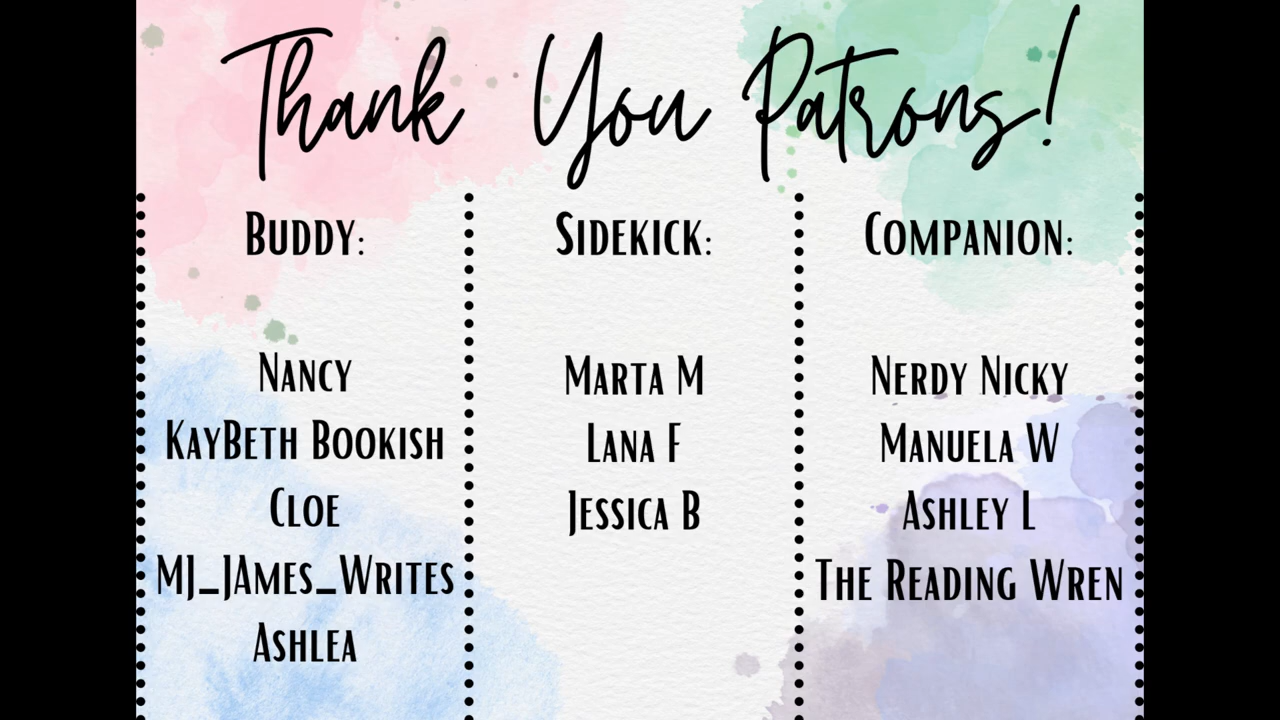 Thank You Patrons!
BUDDY:
NANCY
KAYBETH BOOKISH
CLOE
MJ_JAMES_WRITES
ASHLEA
SIDEKICK:
MARTA M
LANA F
JESSICA B
COMPANION:
NERDY NICKY
MANUELA W
ASHLEY L
THE READING WREN